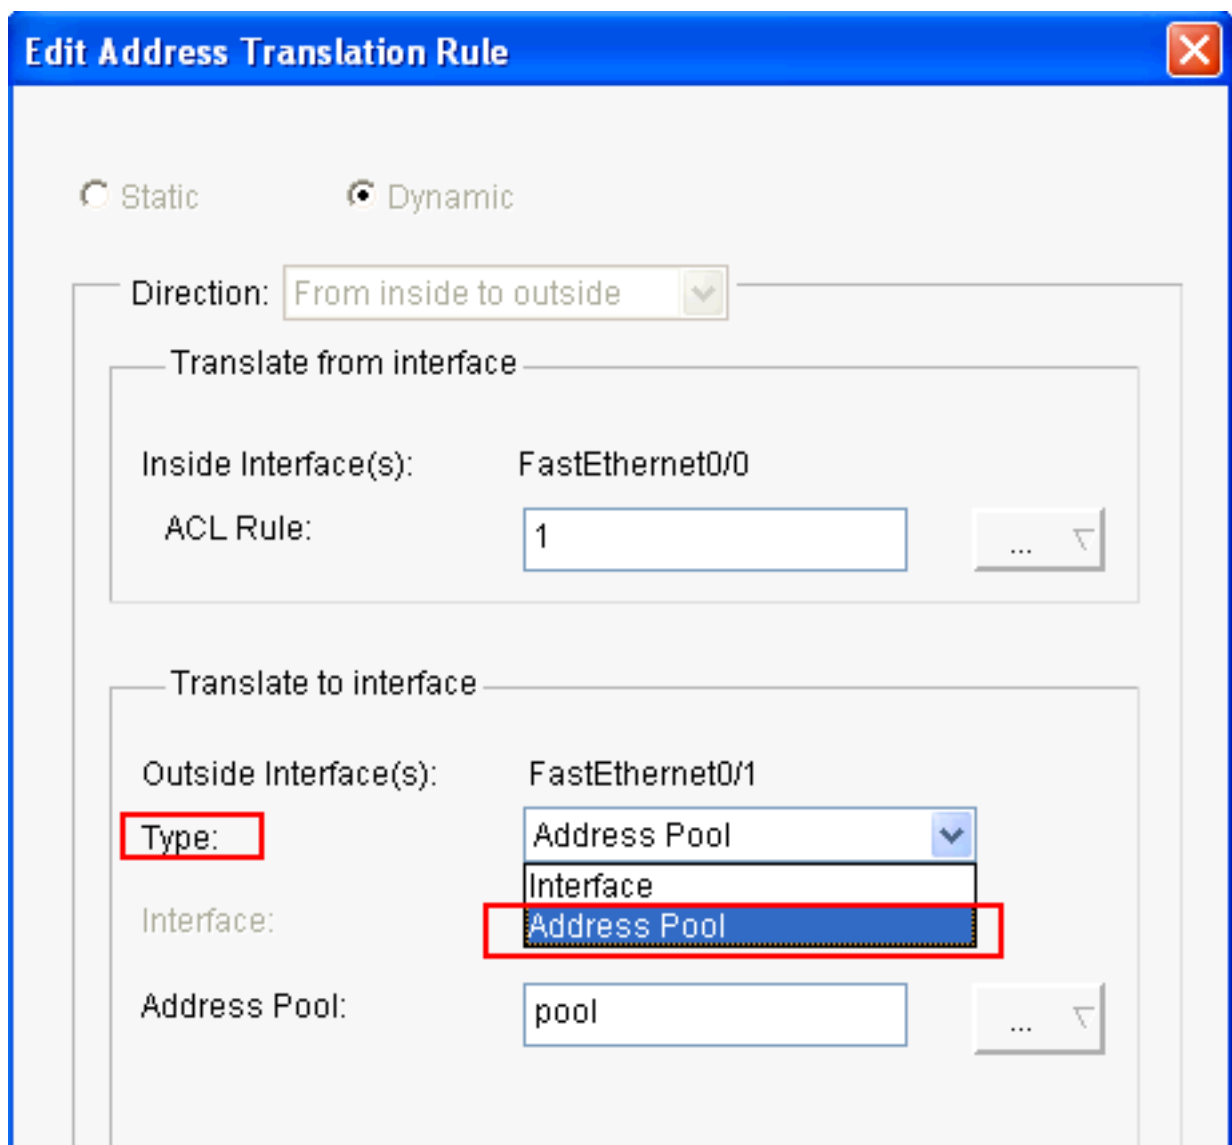 Edit Address Translation Rule
Static Dynamic
Direction: From inside to outside
Translate from interface
Inside Interface(s): FastEthernet0/0
ACL Rule: 1 ...
Translate to interface
Outside Interface(s): FastEthernet0/1
Type: Address Pool
Interface
Interface: Address Pool
Address Pool: pool ...